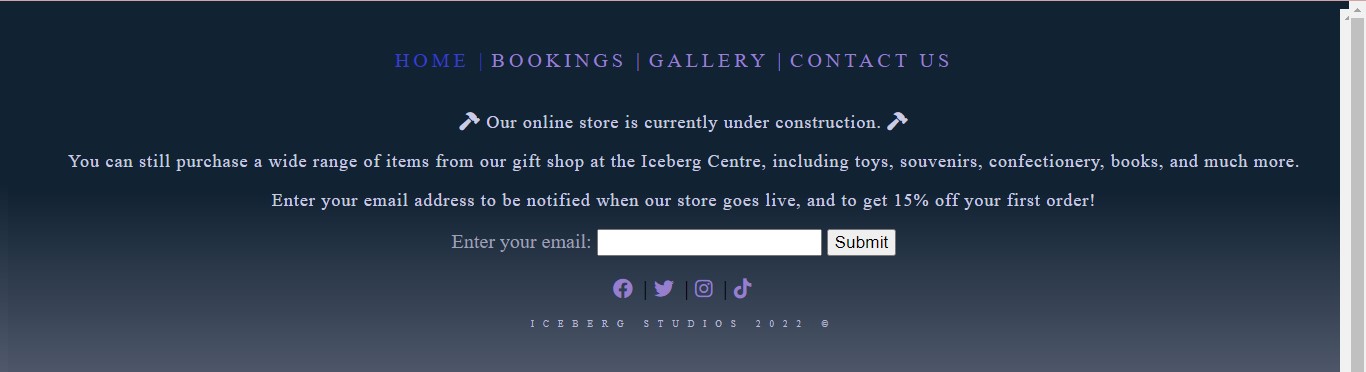 HOME | BOOKINGS | GALLERY | CONTACT US
Our online store is currently under construction.
You can still purchase a wide range of items from our gift shop at the Iceberg Centre, including toys, souvenirs, confectionery, books, and much more.
Enter your email address to be notified when our store goes live, and to get 15% off your first order!
Enter your email: Submit
| | |
ICEBERG STUDIOS 2022 ©